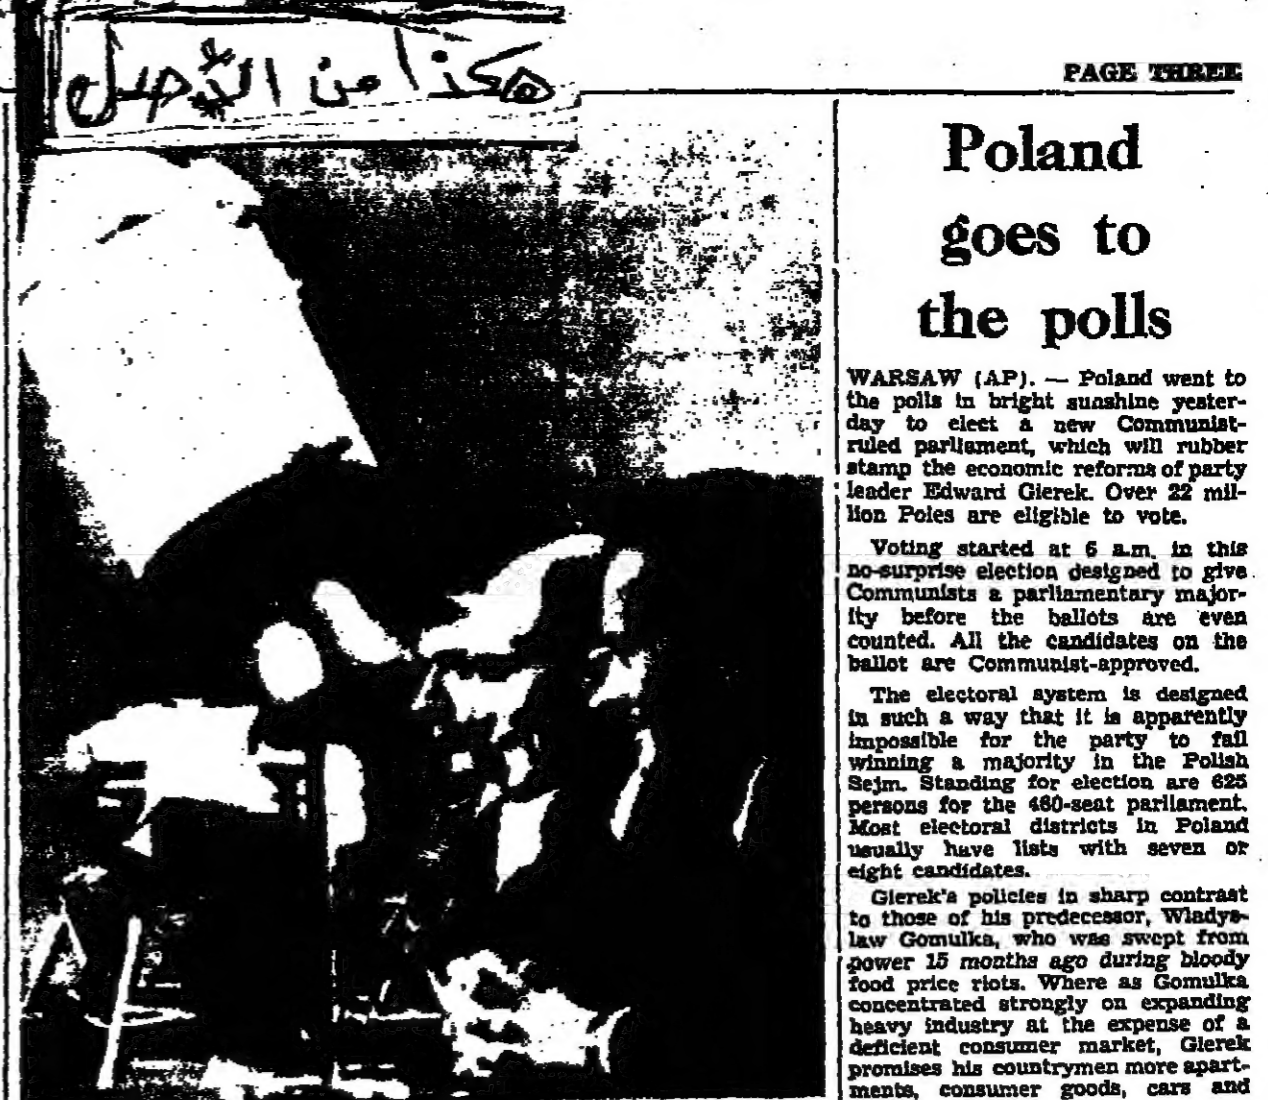 هكذا من الأصل
PAGE THREE
Poland
goes to
the polls
WARSAW (AP). — Poland went to
the polls in bright sunshine yester-
day to elect a new Communist-
ruled parliament, which will rubber
stamp the economic reforms of party
leader Edward Gierek. Over 22 mil-
lion Poles are eligible to vote.
Voting started at 6 a.m. in this
no-surprise election designed to give
Communists a parliamentary major-
ity before the ballots are even
counted. All the candidates on the
ballot are Communist-approved.
The electoral system is designed
in such a way that it is apparently
impossible for the party to fail
winning a majority in the Polish
Sejm. Standing for election are 625
persons for the 460-seat parliament.
Most electoral districts in Poland
usually have lists with seven or
eight candidates.
Gierek's policies in sharp contrast
to those of his predecessor, Wladys-
law Gomulka, who was swept from
power 15 months ago during bloody
food price riots. Where as Gomulka
concentrated strongly on expanding
heavy industry at the expense of a
deficient consumer market, Gierek
promises his countrymen more apart-
ments, consumer goods, cars and